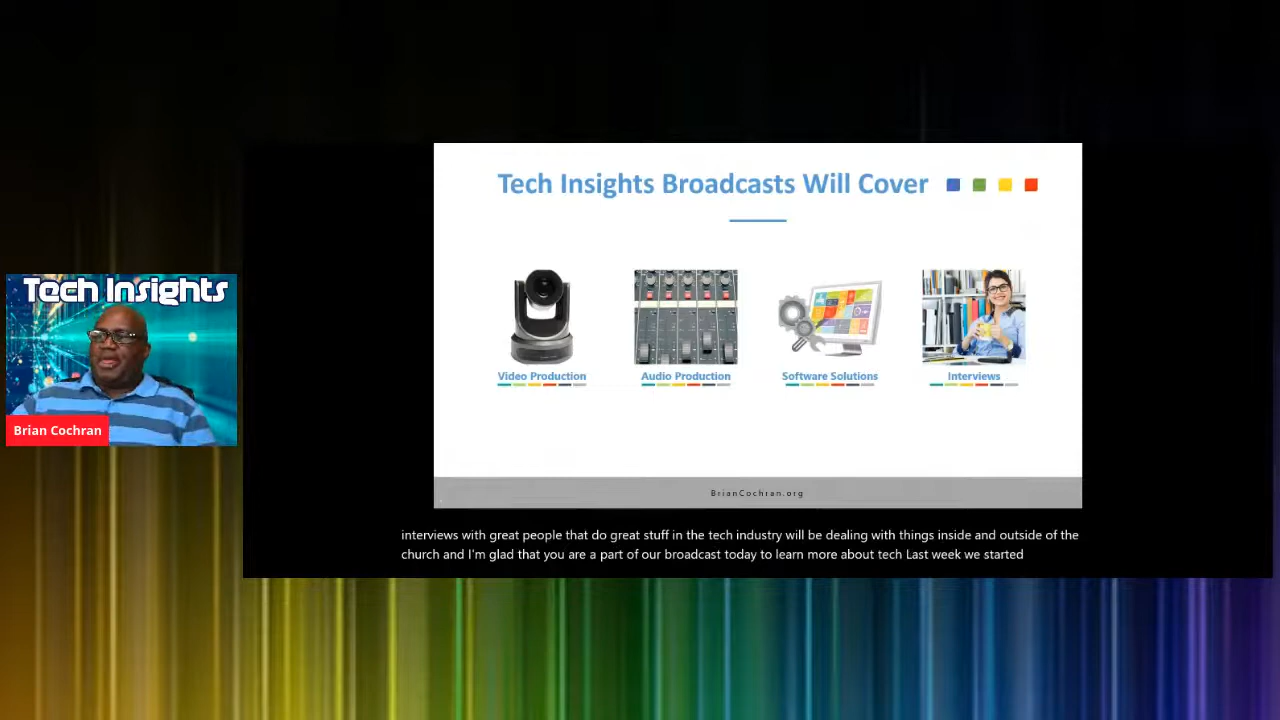 Tech Insights Broadcasts Will Cover
Tech Insights
Video Production
Audio Production
Software Solutions
Interviews
Brian Cochran
BrianCochran.org
interviews with great people that do great stuff in the tech industry will be dealing with things inside and outside of the
church and I'm glad that you are a part of our broadcast today to learn more about tech Last week we started